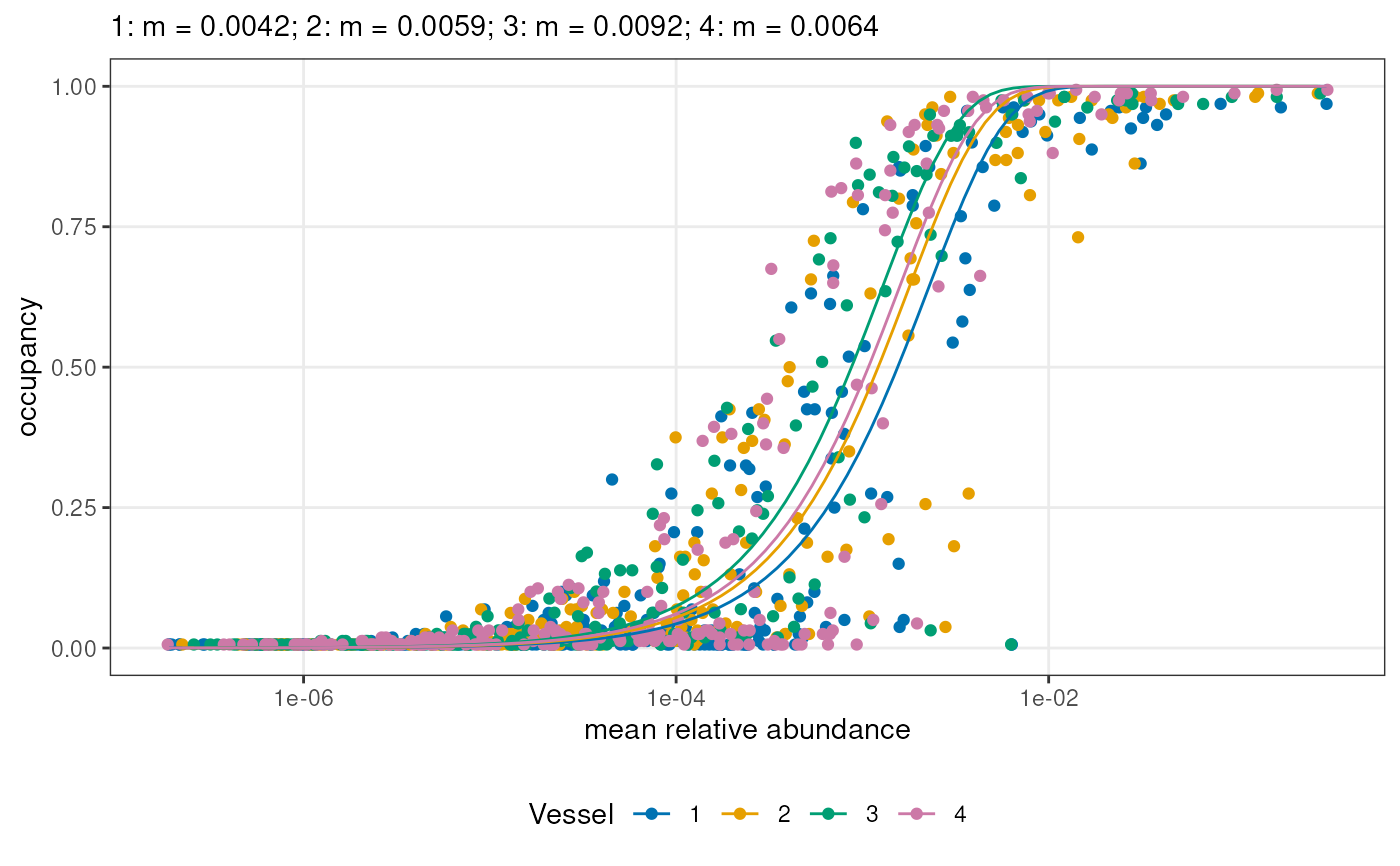 1: m = 0.0042; 2: m = 0.0059; 3: m = 0.0092; 4: m = 0.0064
1.00
0.75
0.50
0.25
0.00
occupancy
1e-06 1e-04 1e-02
mean relative abundance
Vessel 1 2 3 4